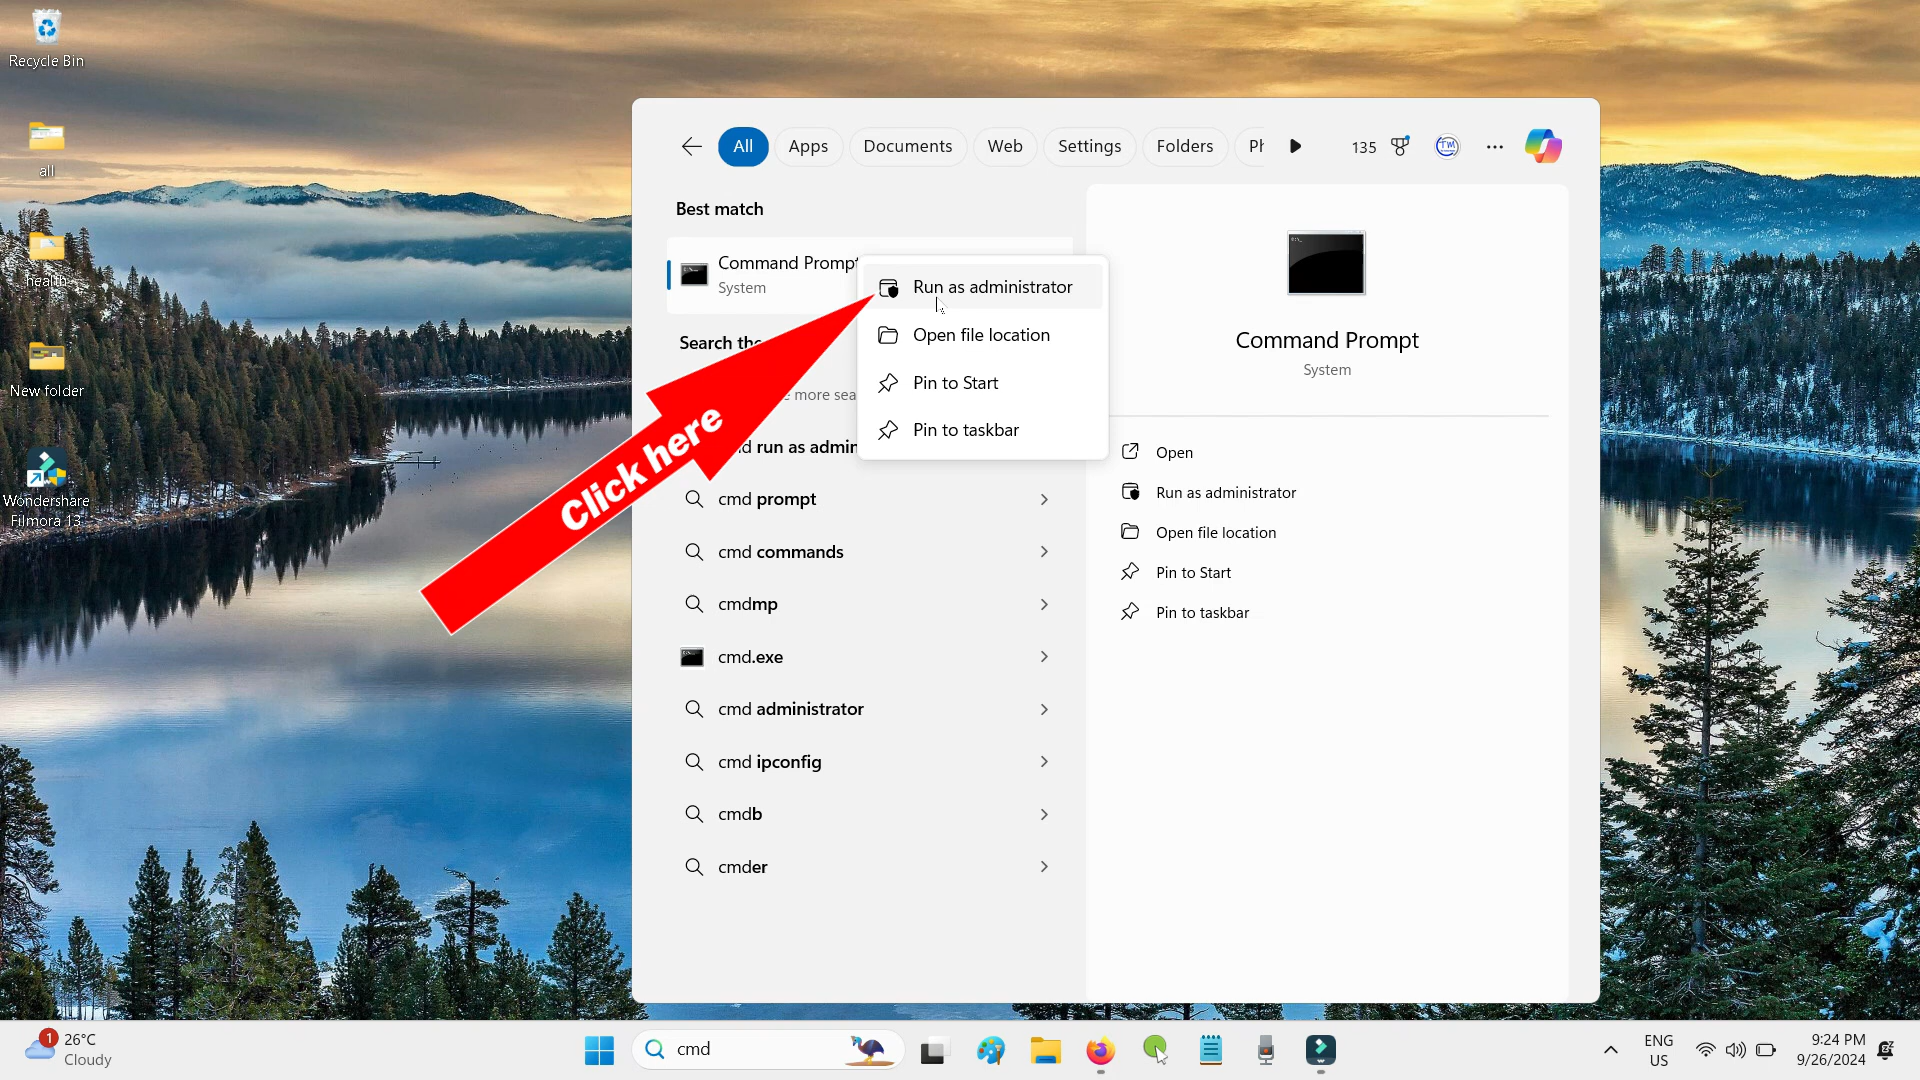 Recycle Bin
all
health
New folder
Wondershare
Filmora 13
All
Apps
Documents
Web
Settings
Folders
135
TM
Best match
Command Prompt
System
Search the
e more sea
run as admin
cmd prompt
cmd commands
cmdmp
cmd.exe
cmd administrator
cmd ipconfig
cmdb
cmder
Run as administrator
Open file location
Pin to Start
Pin to taskbar
Click here
Command Prompt
System
Open
Run as administrator
Open file location
Pin to Start
Pin to taskbar
1
26°C
Cloudy
cmd
ENG
US
9:24 PM
9/26/2024